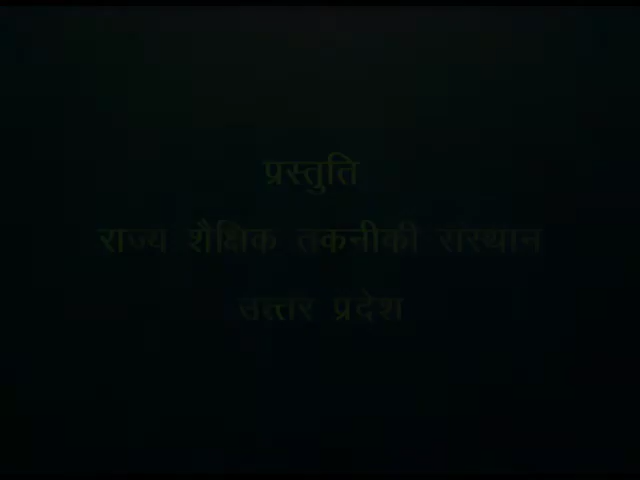 प्रस्तुति
राज्य शैक्षिक तकनीकी संस्थान
उत्तर प्रदेश